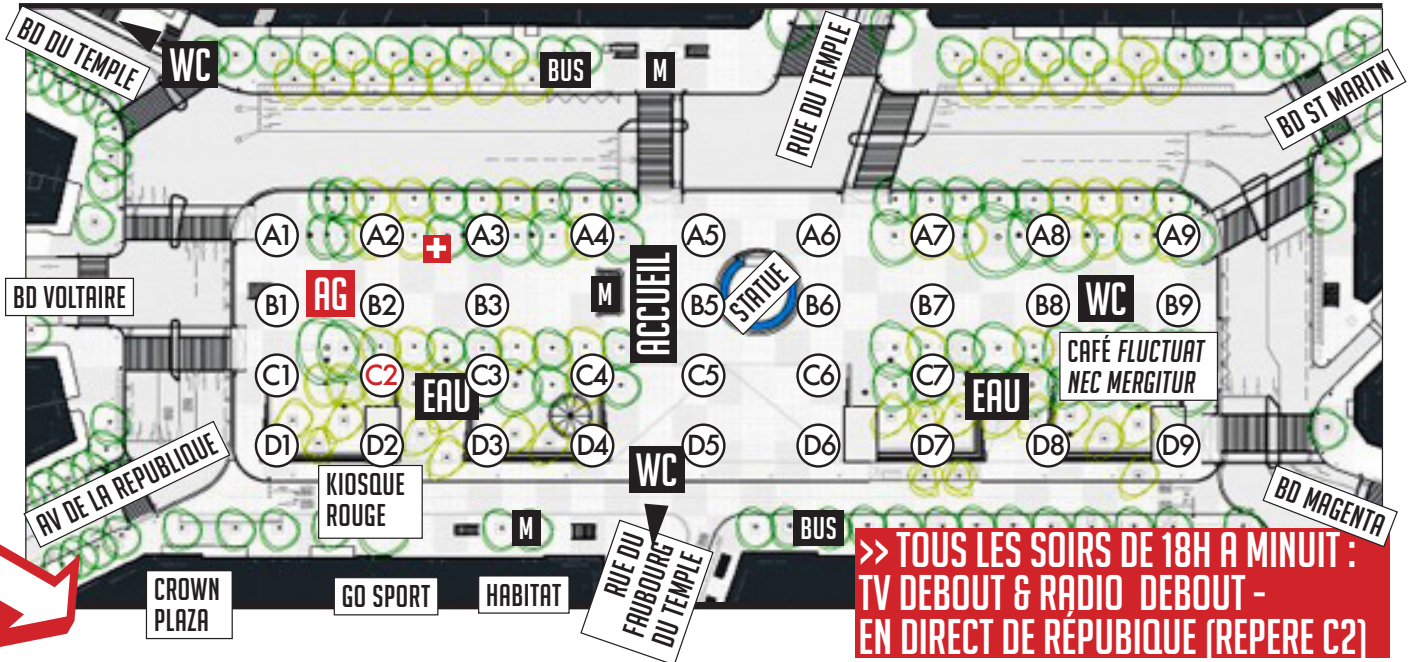 BD DU TEMPLE
WC
BUS
M
RUE DU TEMPLE
BD ST MARITN
A1
A2
A3
A4
A5
A6
A7
A8
A9
BD VOLTAIRE
B1
AG
B2
B3
M
ACCUEIL
B5
STATUE
B6
B7
B8
WC
B9
CAFÉ FLUCTUAT
NEC MERGITUR
C1
C2
EAU
C3
C4
C5
C6
C7
EAU
D1
D2
D3
D4
D5
D6
D7
D8
D9
AV DE LA REPUBLIQUE
KIOSQUE
ROUGE
WC
BD MAGENTA
M
BUS
CROWN
PLAZA
GO SPORT
HABITAT
RUE DU
FAUBOURG
DU TEMPLE
>> TOUS LES SOIRS DE 18H A MINUIT :
TV DEBOUT & RADIO DEBOUT -
EN DIRECT DE RÉPUBIQUE (REPERE C2)